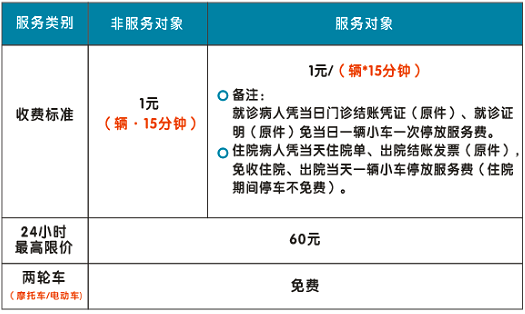 服务类别 非服务对象 服务对象
收费标准
1元
（辆·15分钟）
1元/（辆*15分钟）
备注：
就诊病人凭当日门诊结账凭证（原件）、就诊证
明（原件）免当日一辆小车一次停放服务费。
住院病人凭当天住院单、出院结账发票（原件），
免收住院、出院当天一辆小车停放服务费（住院
期间停车不免费）。
24小时
最高限价
60元
两轮车
（摩托车/电动车）
免费